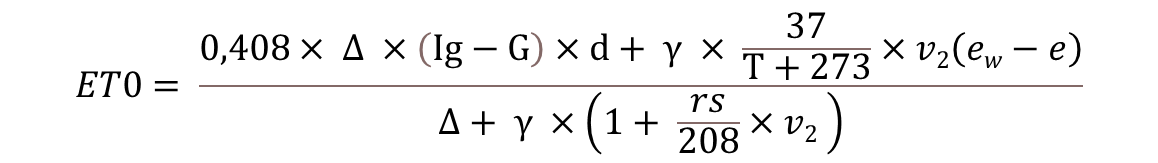 ET0 = (0,408 × Δ × (Ig − G) × d + γ × 37/(T + 273) × v₂(e_w − e)) / (Δ + γ × (1 + rs/208 × v₂))